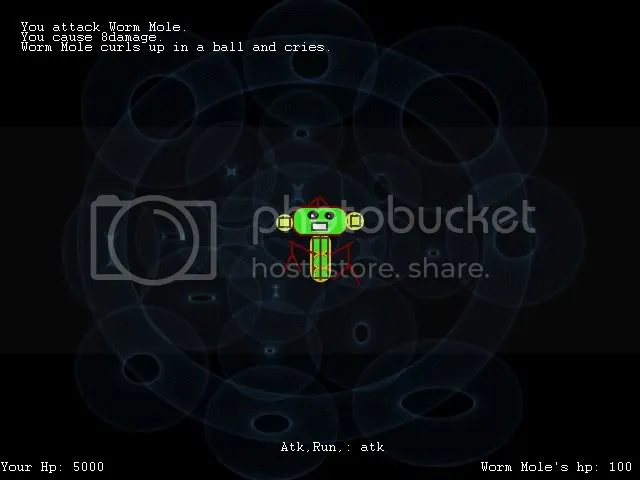 You attack Worm Mole.
You cause 8damage.
Worm Mole curls up in a ball and cries.
photobucket
host. store. share.
Atk,Run,: atk
Your Hp: 5000
Worm Mole's hp: 100